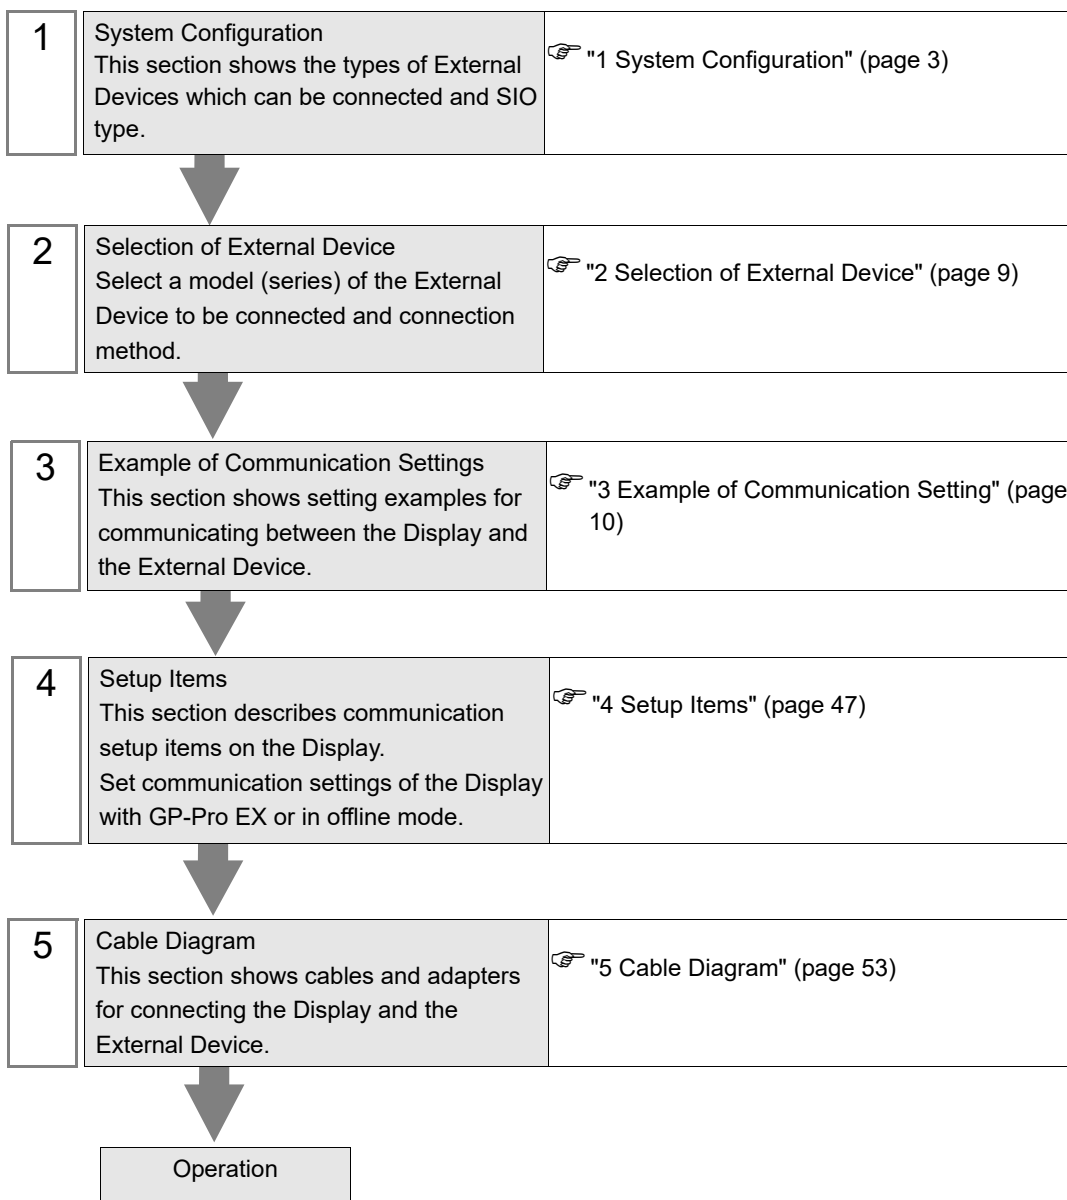 1
System Configuration
This section shows the types of External
Devices which can be connected and SIO
type.
"1 System Configuration" (page 3)
2
Selection of External Device
Select a model (series) of the External
Device to be connected and connection
method.
"2 Selection of External Device" (page 9)
3
Example of Communication Settings
This section shows setting examples for
communicating between the Display and
the External Device.
"3 Example of Communication Setting" (page
10)
4
Setup Items
This section describes communication
setup items on the Display.
Set communication settings of the Display
with GP-Pro EX or in offline mode.
"4 Setup Items" (page 47)
5
Cable Diagram
This section shows cables and adapters
for connecting the Display and the
External Device.
"5 Cable Diagram" (page 53)
Operation